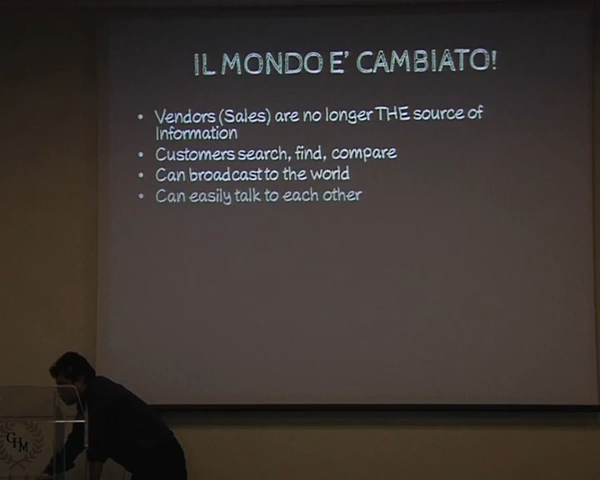 IL MONDO E' CAMBIATO!
• Vendors (Sales) are no longer THE source of
Information
• Customers search, find, compare
• Can broadcast to the world
• Can easily talk to each other
GHM